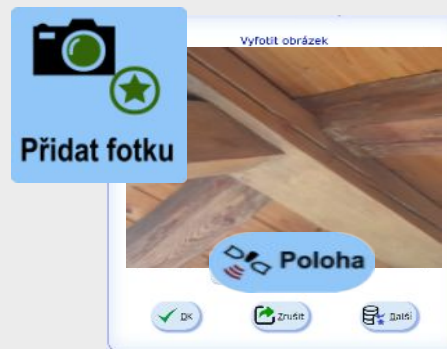 Vyfotit obrázek
Přidat fotku
Poloha
OK
Zrušit
Další